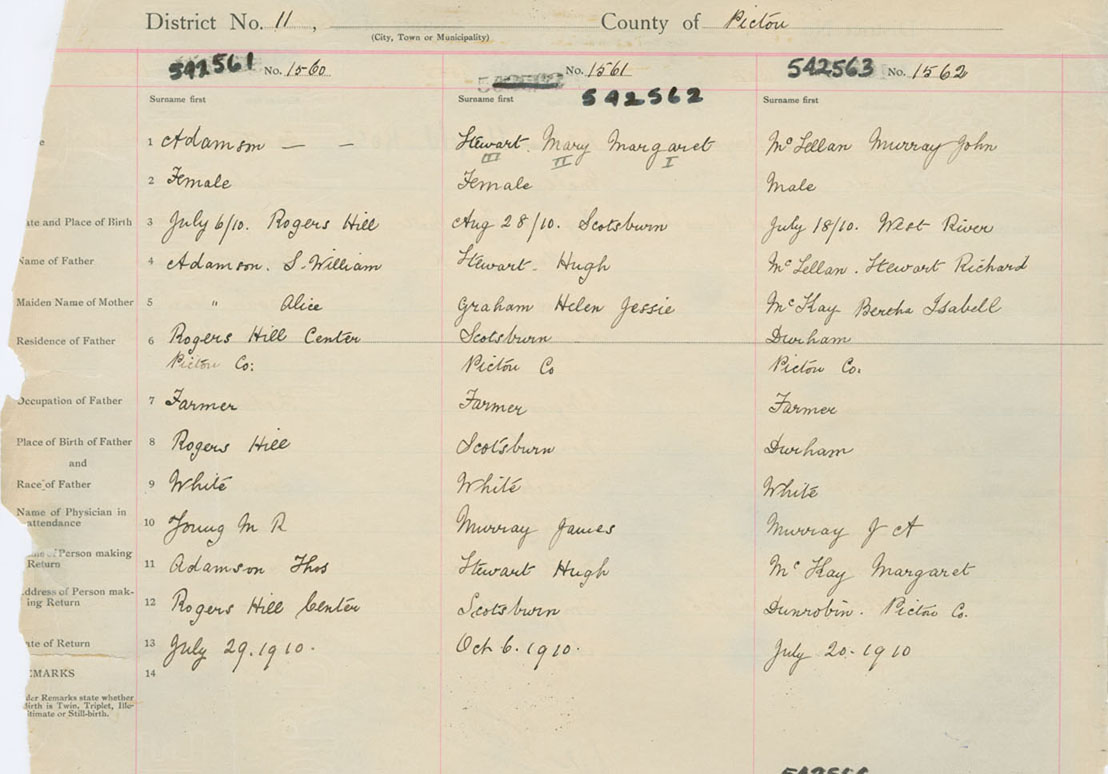 District No. 11, County of Pictou
(City, Town or Municipality)
542561 No. 1560 No. 1561 542563 No. 1562
542562
Surname first Surname first Surname first
1 Adamson — — Stewart. Mary Margaret McLellan Murray John
III II I
2 Female Female Male
ate and Place of Birth 3 July 6/10. Rogers Hill Aug 28/10. Scotsburn July 18/10. West River
Name of Father 4 Adamson. S. William Stewart - Hugh McLellan. Stewart Richard
Maiden Name of Mother 5 " Alice Graham Helen Jessie McKay Bertha Isabell
Residence of Father 6 Rogers Hill Center Scotsburn Durham
Pictou Co: Pictou Co Pictou Co.
Occupation of Father 7 Farmer Farmer Farmer
Place of Birth of Father 8 Rogers Hill Scotsburn Durham
and
Race of Father 9 White White White
Name of Physician in
attendance 10 Young M R Murray James Murray J A
me of Person making
Return 11 Adamson Thos Stewart Hugh McKay Margaret
ddress of Person mak-
ing Return 12 Rogers Hill Center Scotsburn Dunrobin. Pictou Co.
ate of Return 13 July 29. 1910. Oct 6. 1910. July 20 - 1910
EMARKS 14
der Remarks state whether
Birth is Twin, Triplet, Ille-
gitimate or Still-birth.